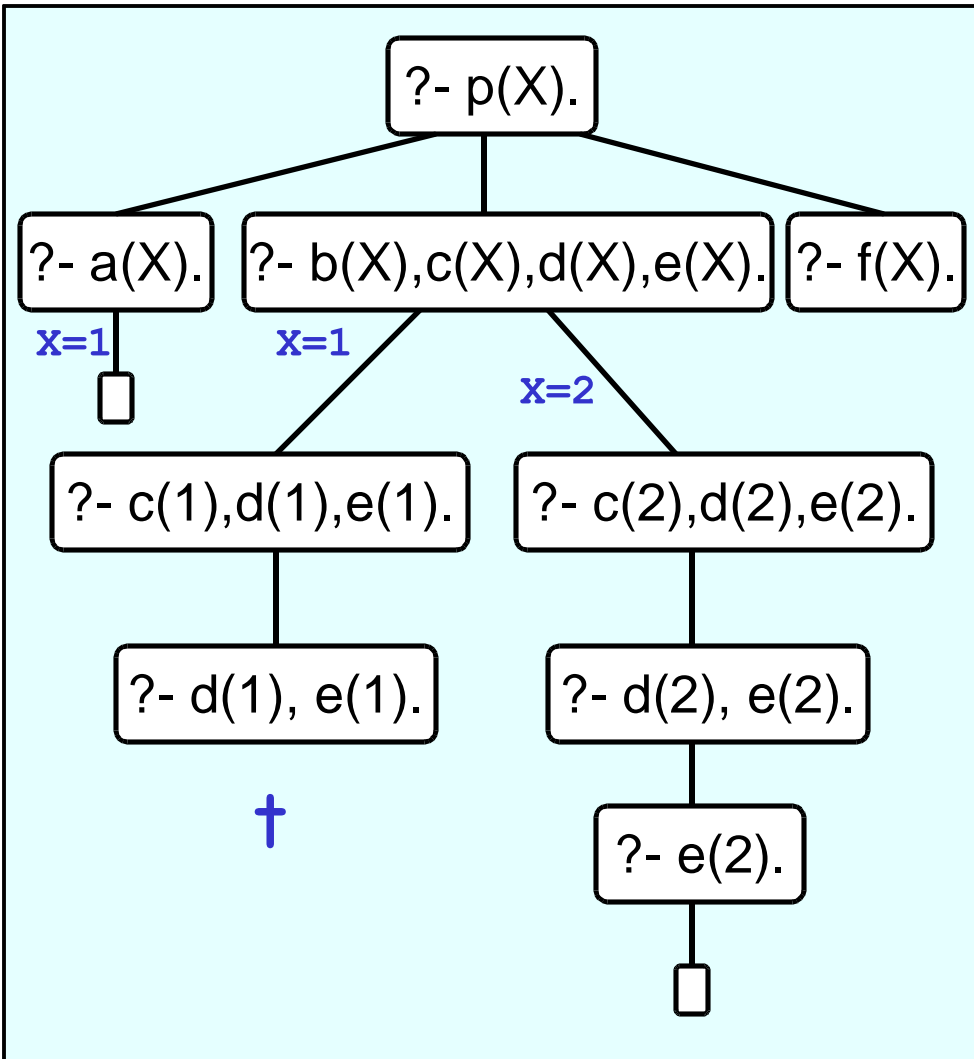 ?- p(X).
?- a(X).
?- b(X),c(X),d(X),e(X).
?- f(X).
X=1
X=1
X=2
?- c(1),d(1),e(1).
?- c(2),d(2),e(2).
?- d(1), e(1).
?- d(2), e(2).
†
?- e(2).